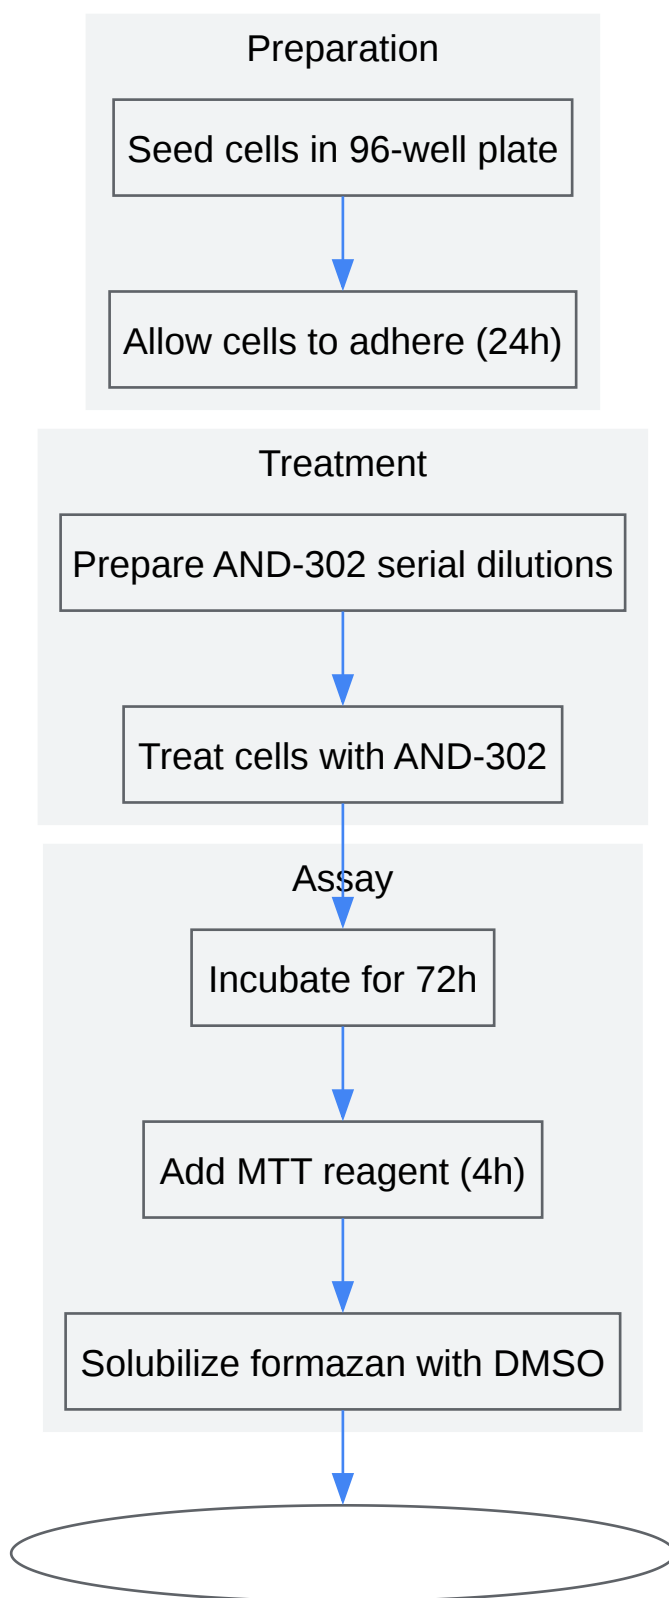 Preparation
Seed cells in 96-well plate
Allow cells to adhere (24h)
Treatment
Prepare AND-302 serial dilutions
Treat cells with AND-302
Assay
Incubate for 72h
Add MTT reagent (4h)
Solubilize formazan with DMSO